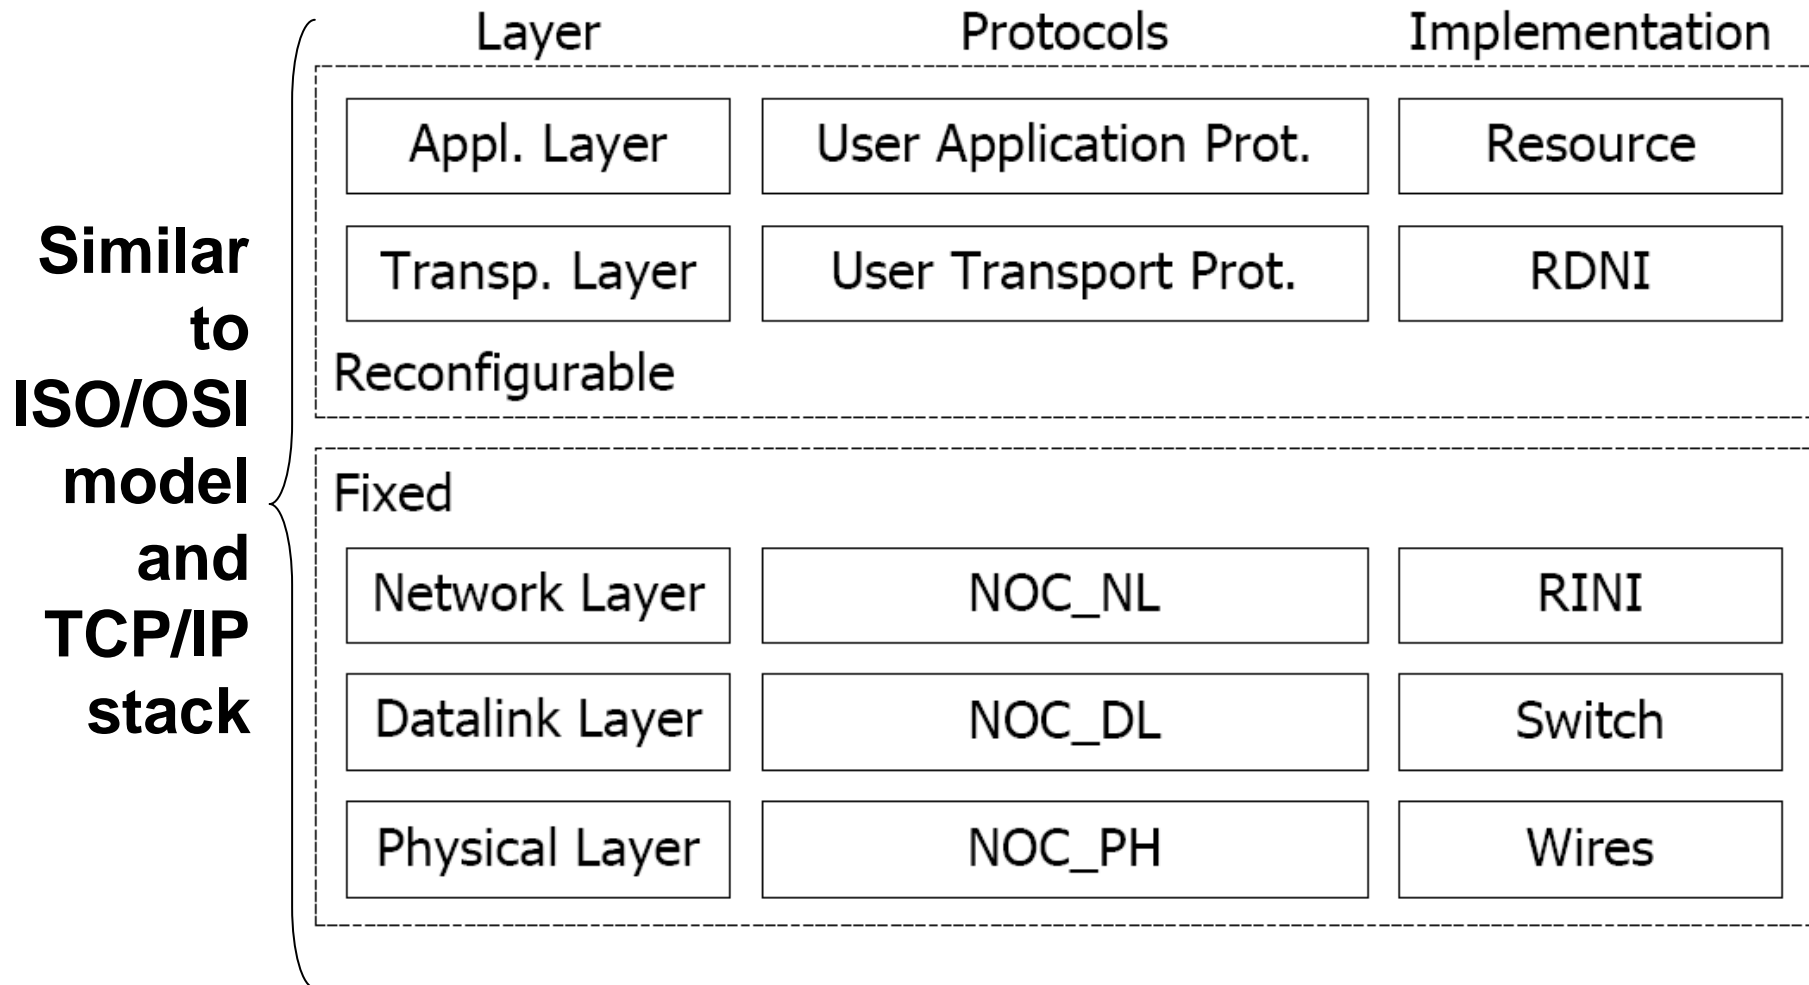 Layer Protocols Implementation
Appl. Layer User Application Prot. Resource
Transp. Layer User Transport Prot. RDNI
Reconfigurable
Fixed
Network Layer NOC_NL RINI
Datalink Layer NOC_DL Switch
Physical Layer NOC_PH Wires
Similar
to
ISO/OSI
model
and
TCP/IP
stack